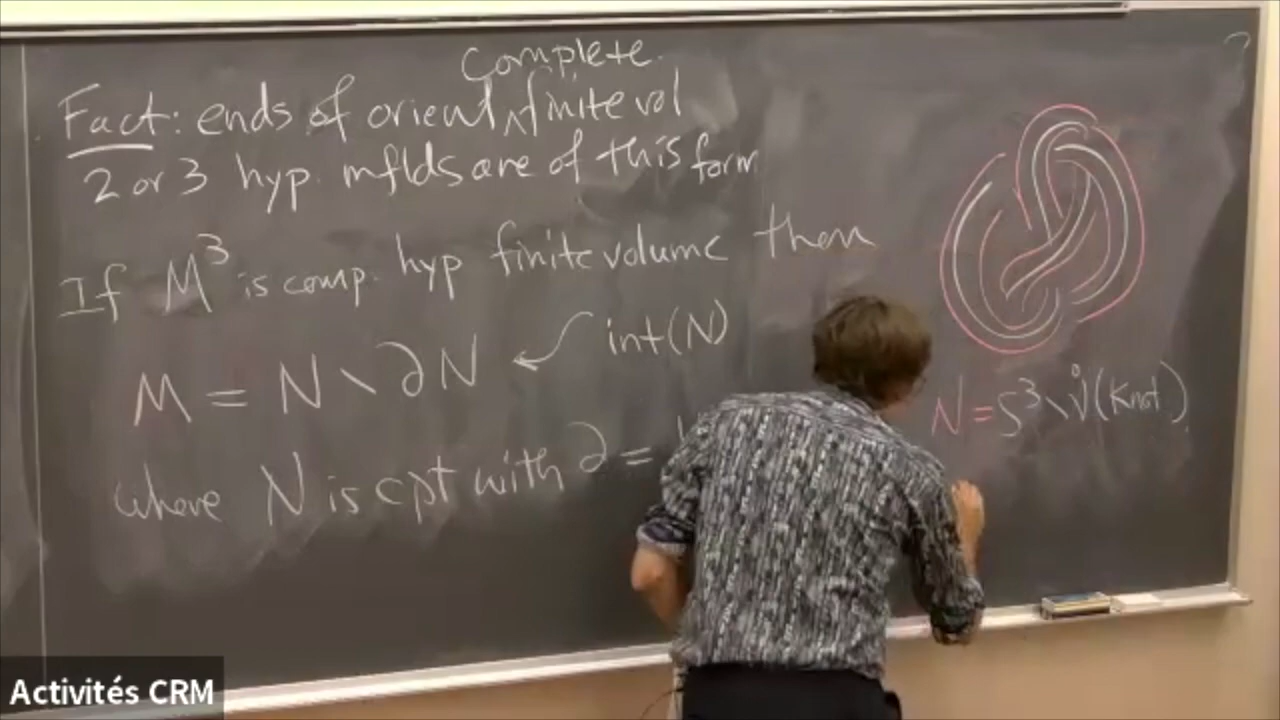 Complete.
Fact: ends of orient ^ finite vol
2 or 3 hyp. mflds are of this form
If M³ is comp. hyp finite volume then
M = N \ ∂N ← int(N)
where N is cpt with ∂ =
N = S³ \ ν̊(Knot)
Activités CRM